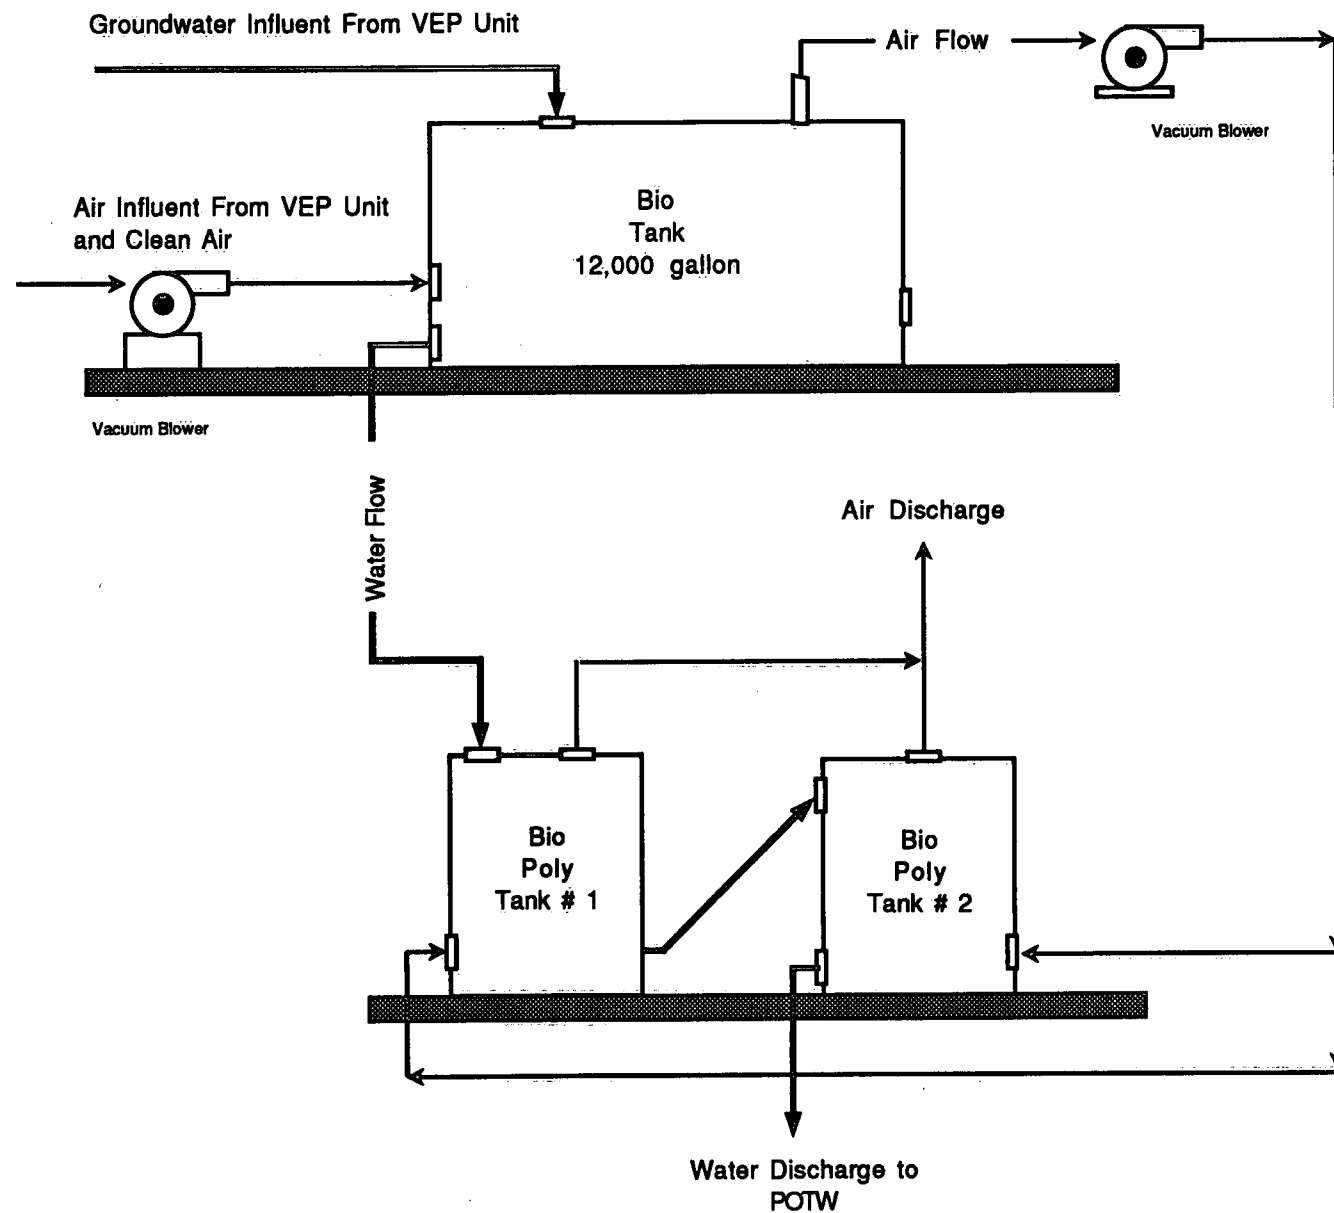 Groundwater Influent From VEP Unit
Air Flow
Vacuum Blower
Air Influent From VEP Unit
and Clean Air
Bio
Tank
12,000 gallon
Vacuum Blower
Water Flow
Air Discharge
Bio
Poly
Tank # 1
Bio
Poly
Tank # 2
Water Discharge to
POTW